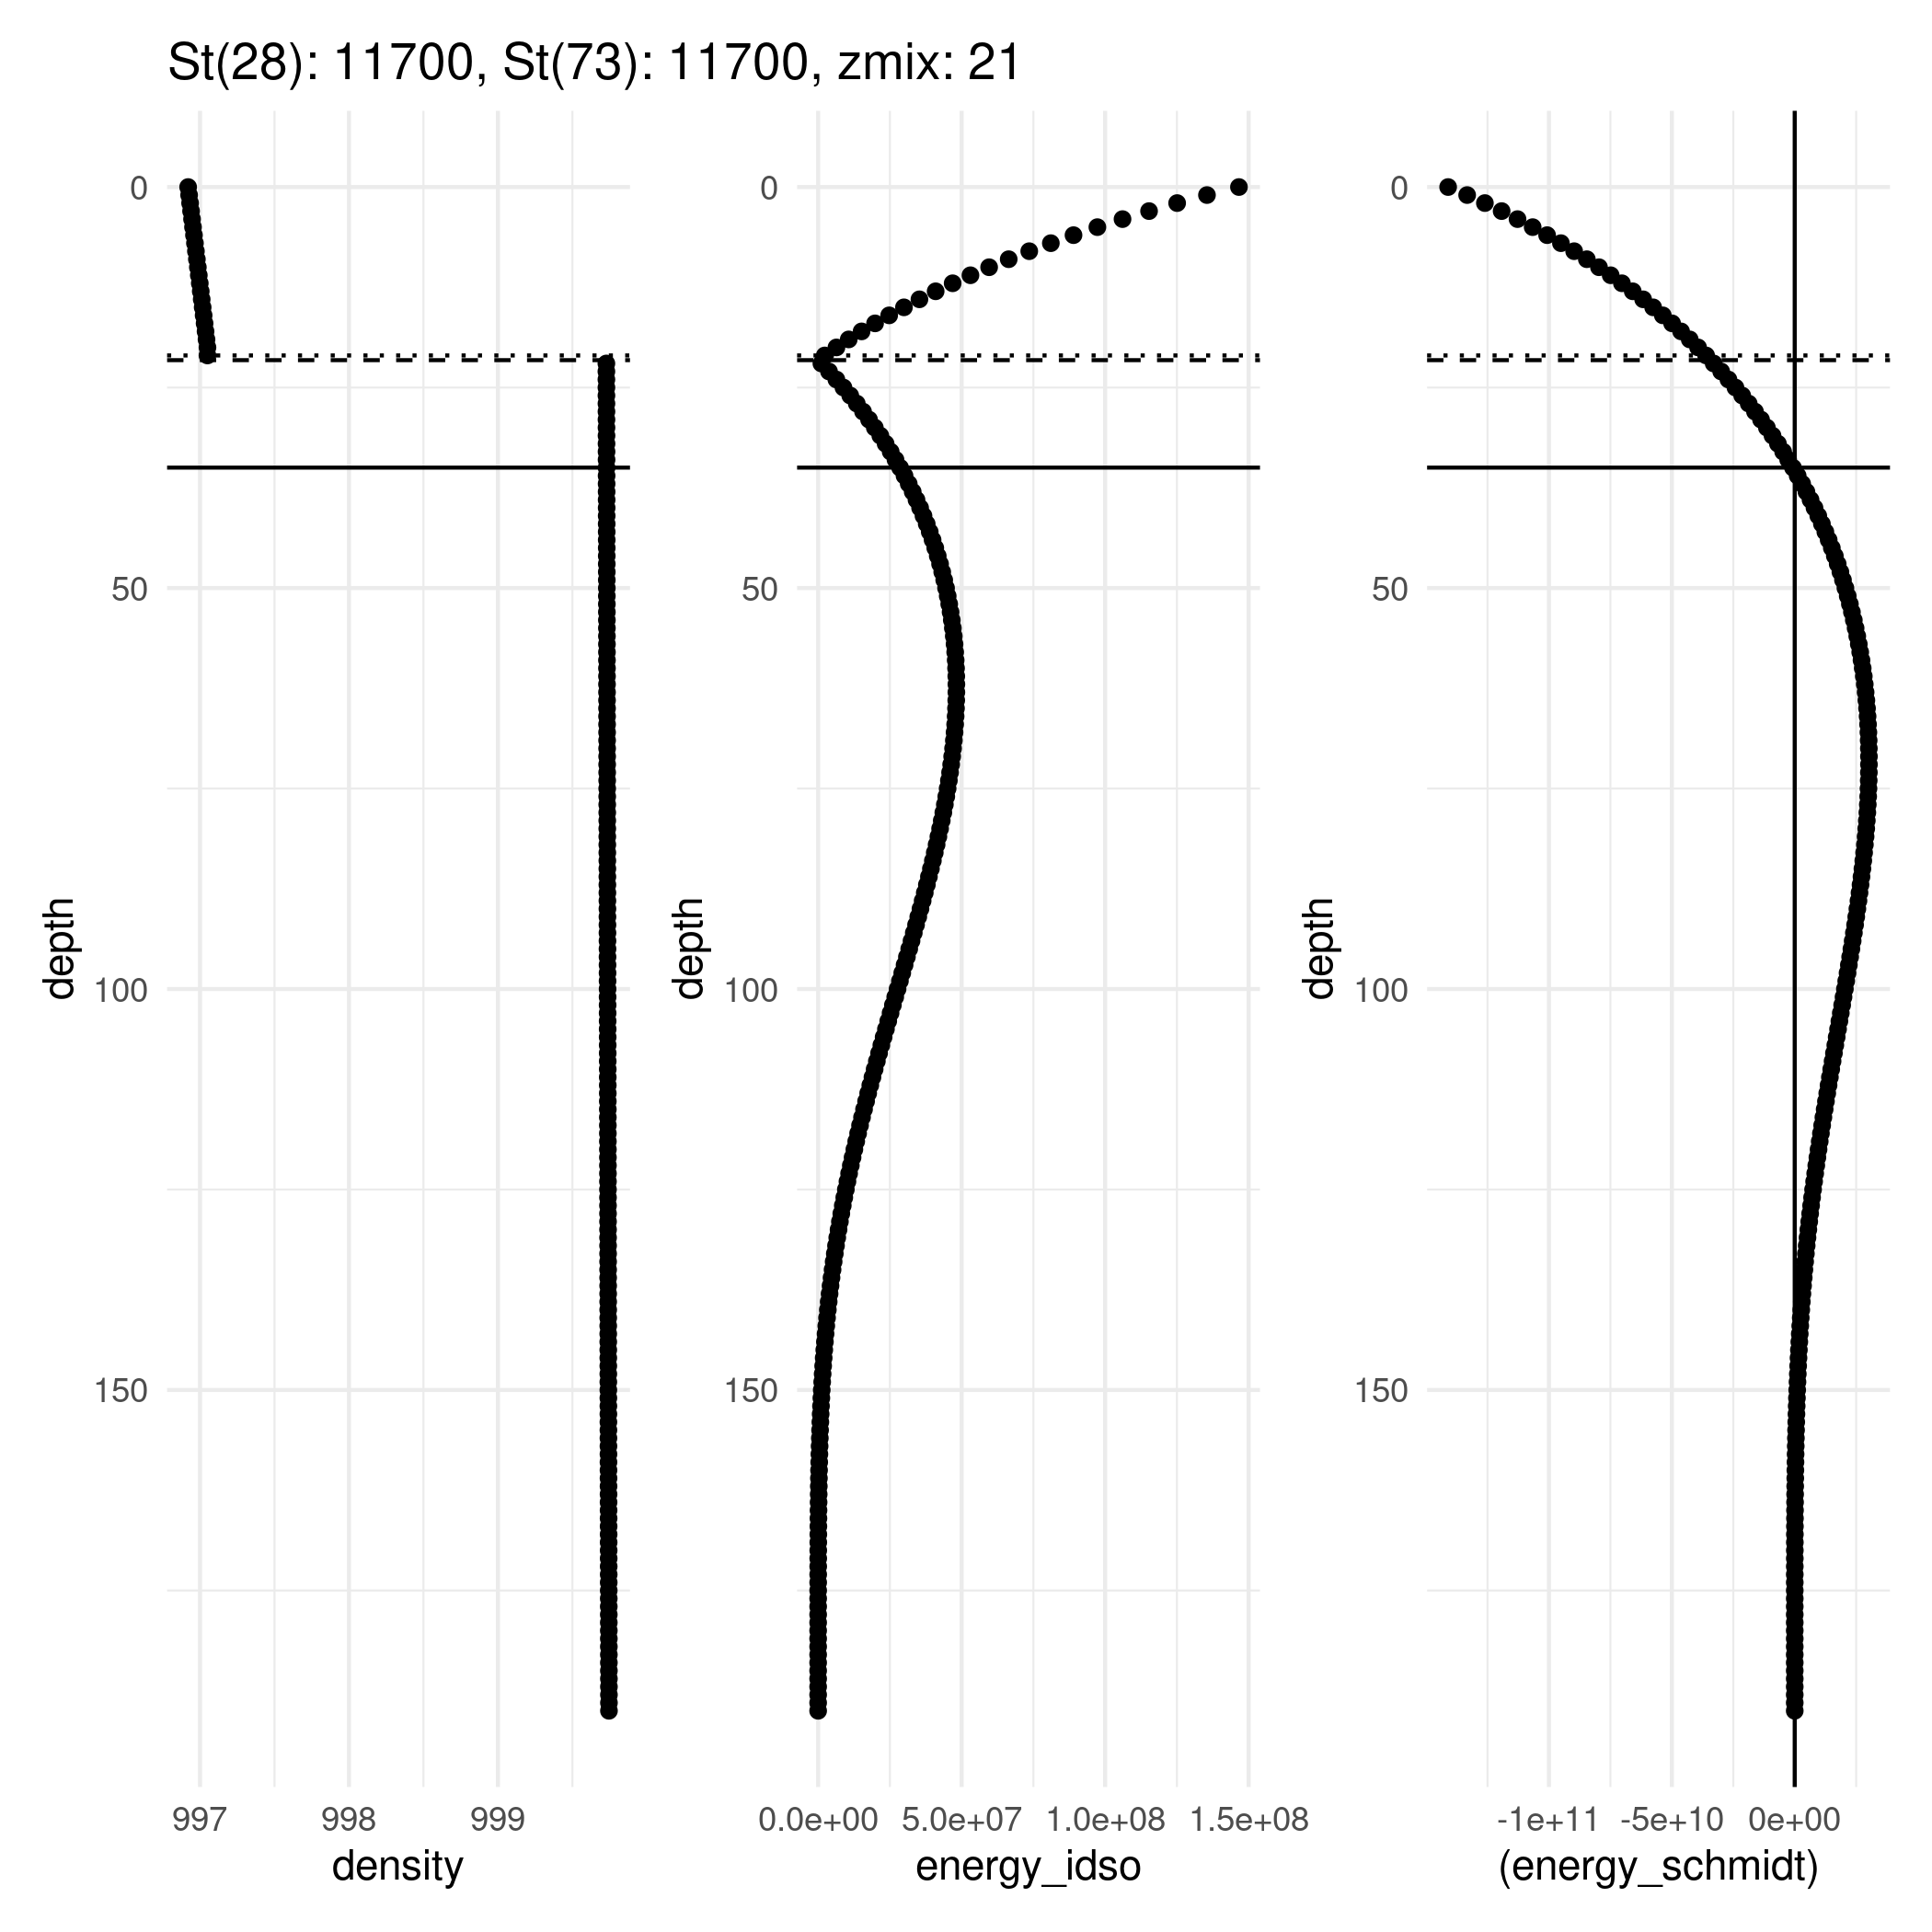 St(28): 11700, St(73): 11700, zmix: 21
0
50
100
150
depth
997 998 999
density
0
50
100
150
depth
0.0e+00 5.0e+07 1.0e+08 1.5e+08
energy_idso
0
50
100
150
depth
-1e+11 -5e+10 0e+00
(energy_schmidt)